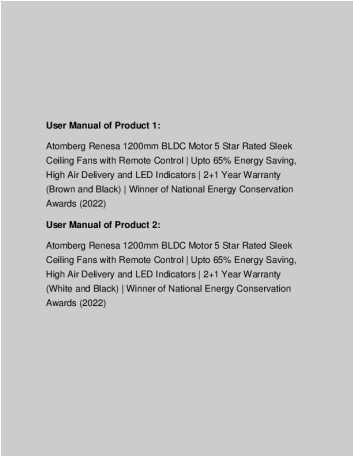 User Manual of Product 1:
Atomberg Renesa 1200mm BLDC Motor 5 Star Rated Sleek
Ceiling Fans with Remote Control | Upto 65% Energy Saving,
High Air Delivery and LED Indicators | 2+1 Year Warranty
(Brown and Black) | Winner of National Energy Conservation
Awards (2022)
User Manual of Product 2:
Atomberg Renesa 1200mm BLDC Motor 5 Star Rated Sleek
Ceiling Fans with Remote Control | Upto 65% Energy Saving,
High Air Delivery and LED Indicators | 2+1 Year Warranty
(White and Black) | Winner of National Energy Conservation
Awards (2022)